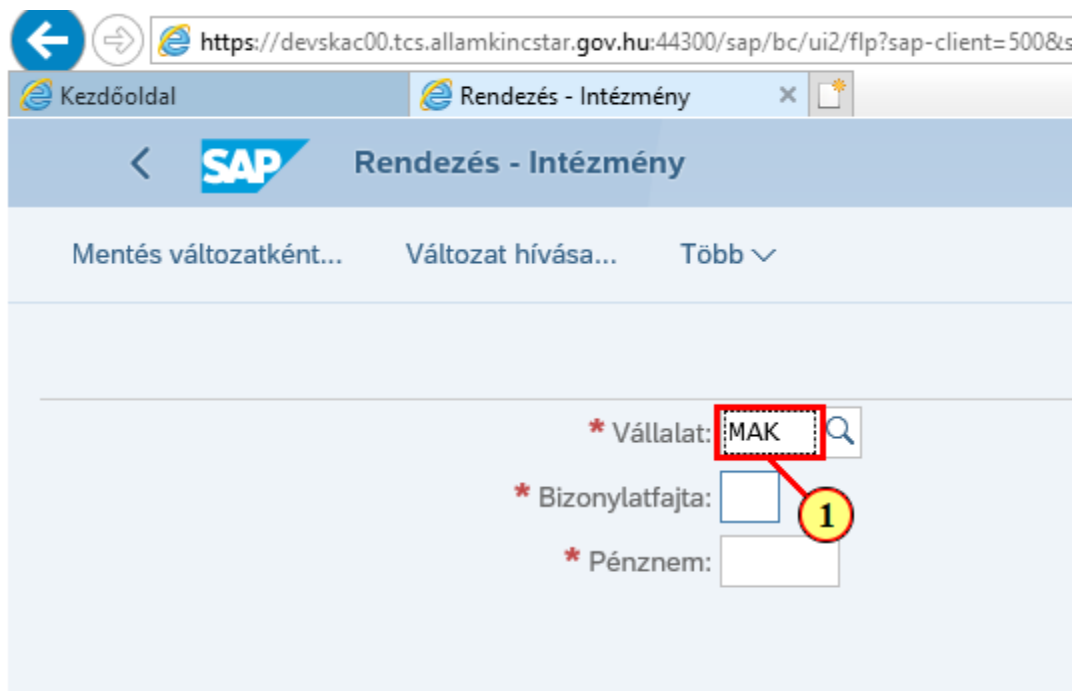 https://devskac00.tcs.allamkincstar.gov.hu:44300/sap/bc/ui2/flp?sap-client=500&s
Kezdőoldal Rendezés - Intézmény
SAP Rendezés - Intézmény
Mentés változatként... Változat hívása... Több
* Vállalat: MAK
* Bizonylatfajta:
1
* Pénznem: